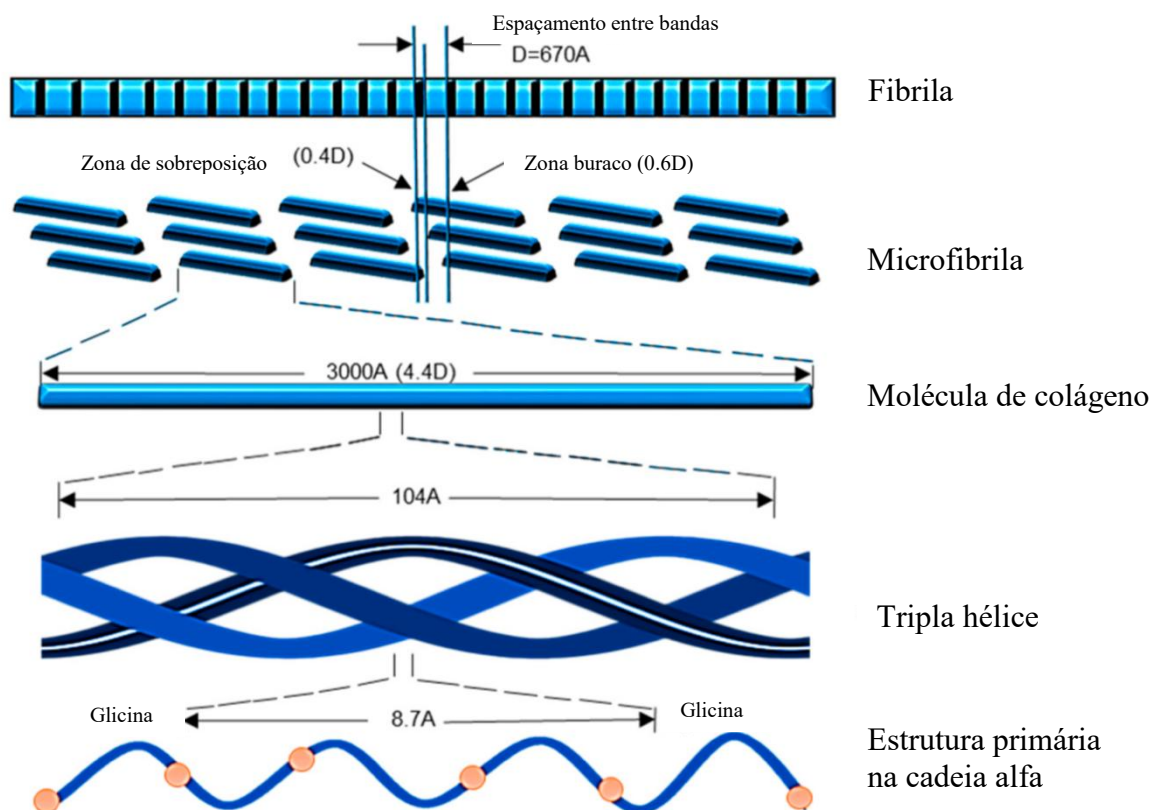 Espaçamento entre bandas
D=670A
Fibrila
Zona de sobreposição
(0.4D)
Zona buraco (0.6D)
Microfibrila
3000A (4.4D)
Molécula de colágeno
104A
Tripla hélice
Glicina
8.7A
Glicina
Estrutura primária
na cadeia alfa